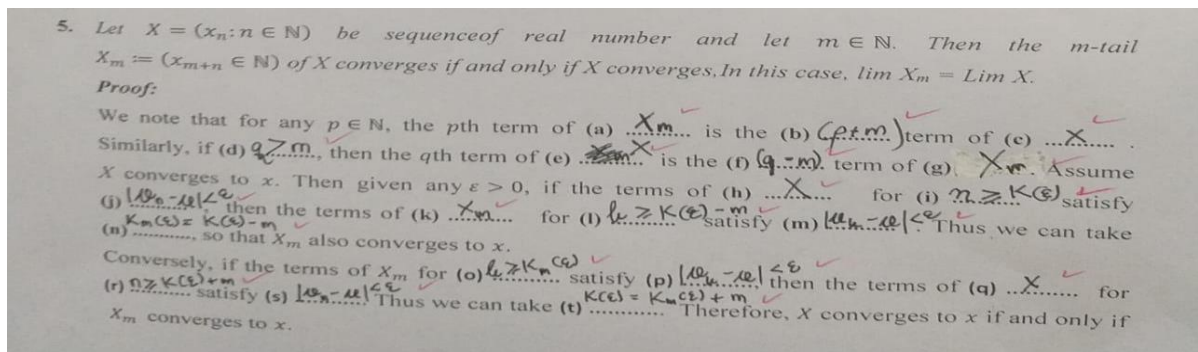 5. Let X = (xₙ: n ∈ ℕ) be sequenceof real number and let m ∈ N. Then the m-tail
Xₘ := (xₘ₊ₙ ∈ ℕ) of X converges if and only if X converges, In this case, lim Xₘ = Lim X.
Proof:
We note that for any p ∈ ℕ, the pth term of (a) Xm is the (b) (p+m) term of (c) X .
Similarly, if (d) q > m, then the qth term of (e) X is the (f) (q-m) term of (g) Xm. Assume
X converges to x. Then given any ε > 0, if the terms of (h) X for (i) n ≥ K(ε) satisfy
(j) |xn-x|<ε, then the terms of (k) Xm for (l) k ≥ K(ε)-m satisfy (m) |xn-x|<ε Thus we can take
(n) Km(ε) = K(ε)-m, so that Xₘ also converges to x.
Conversely, if the terms of Xₘ for (o) k ≥ Km(ε) satisfy (p) |xn-x|<ε then the terms of (q) X for
(r) n ≥ K(ε)+m satisfy (s) |xn-x|<ε Thus we can take (t) K(ε) = Km(ε)+m Therefore, X converges to x if and only if
Xₘ converges to x.